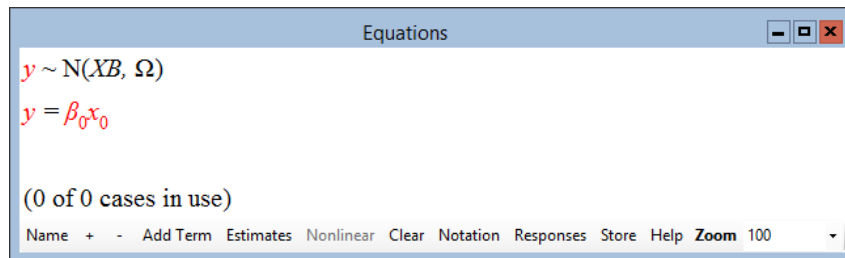 Equations
y ~ N(XB, Ω)
y = β₀x₀
(0 of 0 cases in use)
Name + - Add Term Estimates Nonlinear Clear Notation Responses Store Help Zoom 100